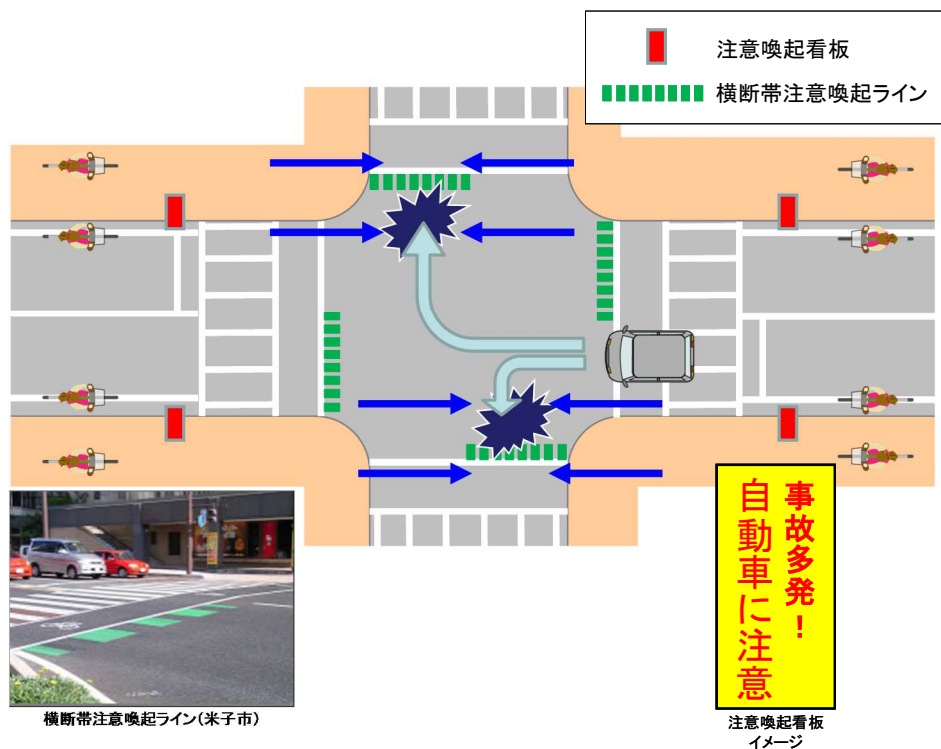 注意喚起看板
横断帯注意喚起ライン
事故多発！
自動車に注意
横断帯注意喚起ライン（米子市）
注意喚起看板
イメージ